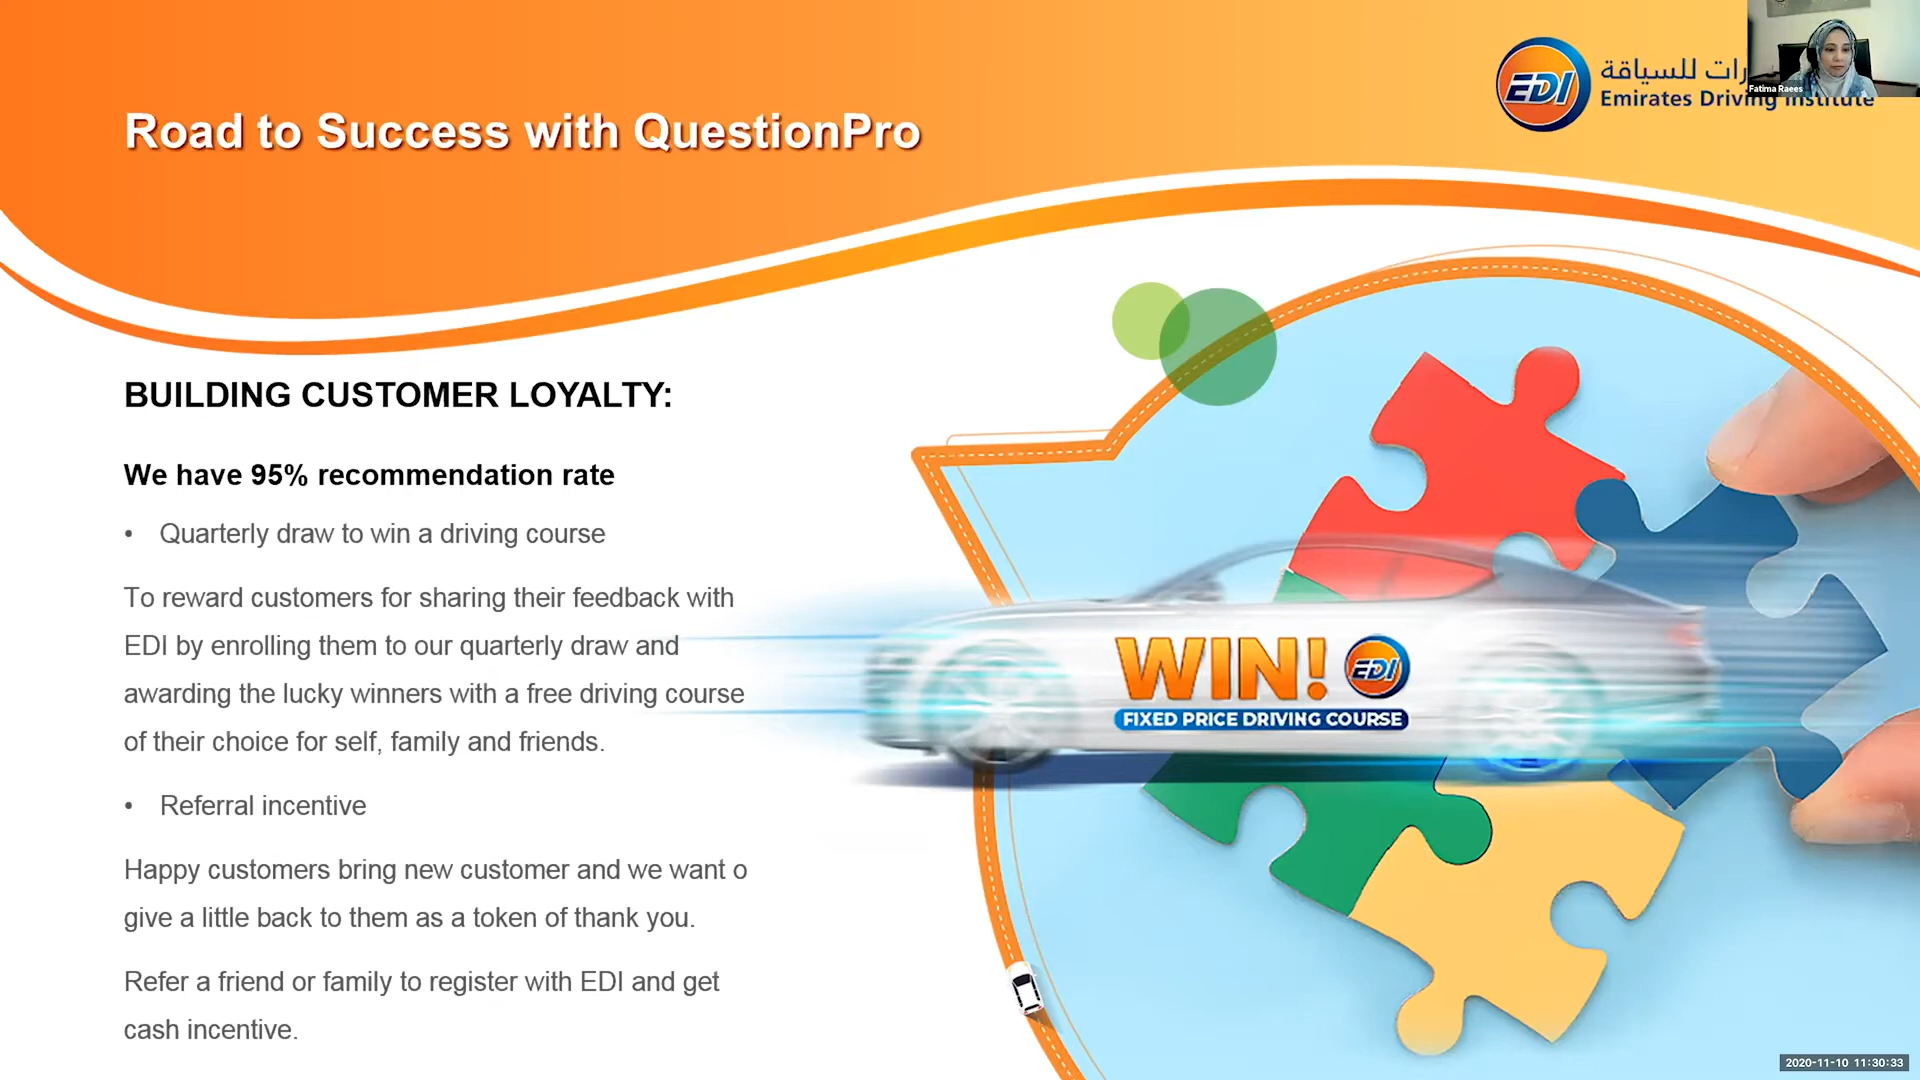 Road to Success with QuestionPro
EDI
رات للسياقة
Emirates Driving Institute
Fatima Raees
BUILDING CUSTOMER LOYALTY:
We have 95% recommendation rate
• Quarterly draw to win a driving course
To reward customers for sharing their feedback with
EDI by enrolling them to our quarterly draw and
awarding the lucky winners with a free driving course
of their choice for self, family and friends.
• Referral incentive
Happy customers bring new customer and we want o
give a little back to them as a token of thank you.
Refer a friend or family to register with EDI and get
cash incentive.
WIN! EDI
FIXED PRICE DRIVING COURSE
2020-11-10 11:30:33